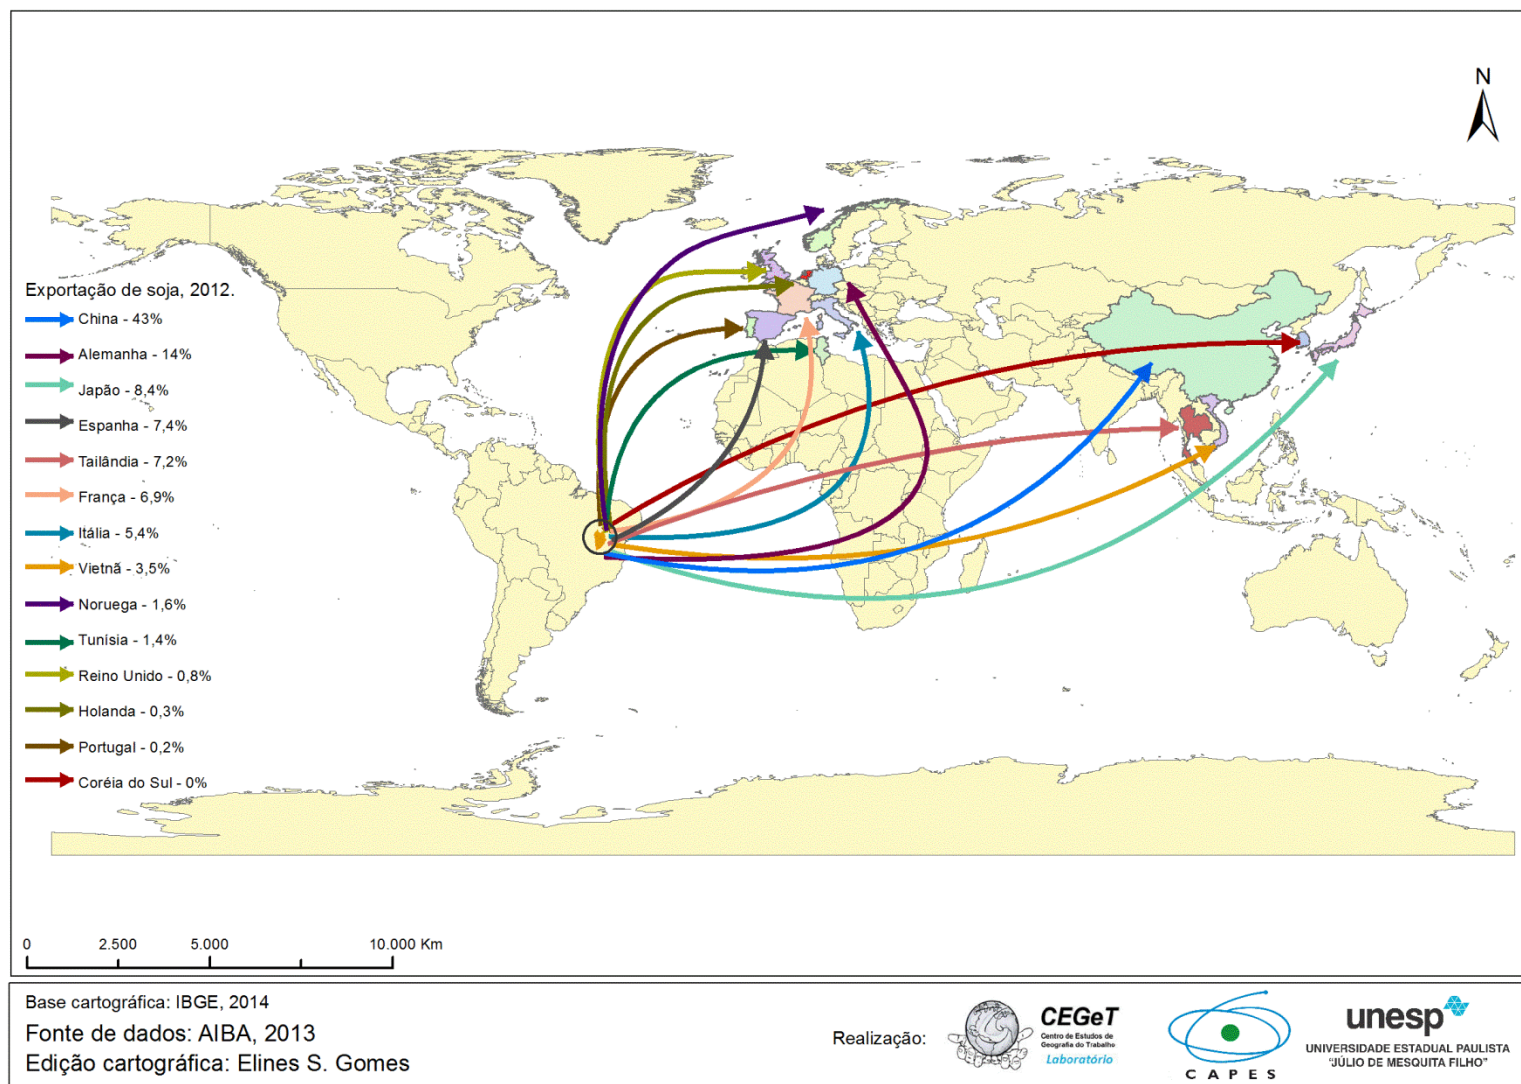 N
Exportação de soja, 2012.
China - 43%
Alemanha - 14%
Japão - 8,4%
Espanha - 7,4%
Tailândia - 7,2%
França - 6,9%
Itália - 5,4%
Vietnã - 3,5%
Noruega - 1,6%
Tunísia - 1,4%
Reino Unido - 0,8%
Holanda - 0,3%
Portugal - 0,2%
Coréia do Sul - 0%
0 2.500 5.000 10.000 Km
Base cartográfica: IBGE, 2014
Fonte de dados: AIBA, 2013
Edição cartográfica: Elines S. Gomes
Realização:
CEGeT
Centro de Estudos de
Geografia do Trabalho
Laboratório
CAPES
unesp
UNIVERSIDADE ESTADUAL PAULISTA
"JÚLIO DE MESQUITA FILHO"